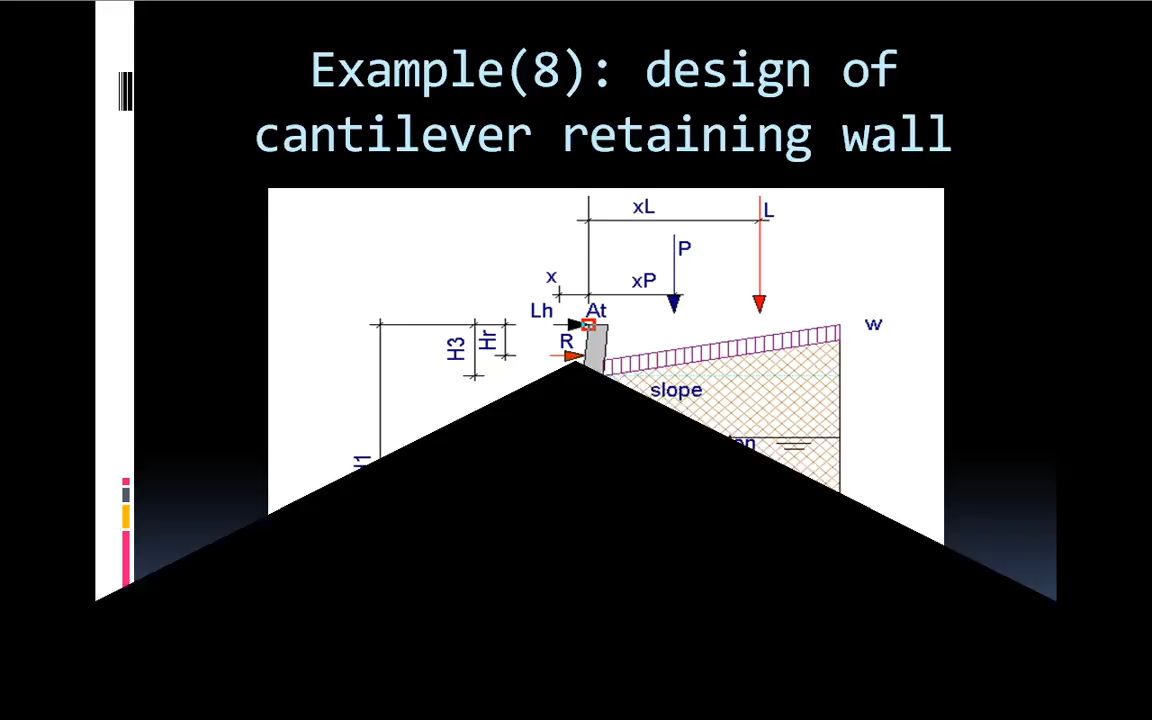 Example(8): design of
cantilever retaining wall
xL
L
P
x
xP
Lh
At
w
R
H3
Hr
slope
H1